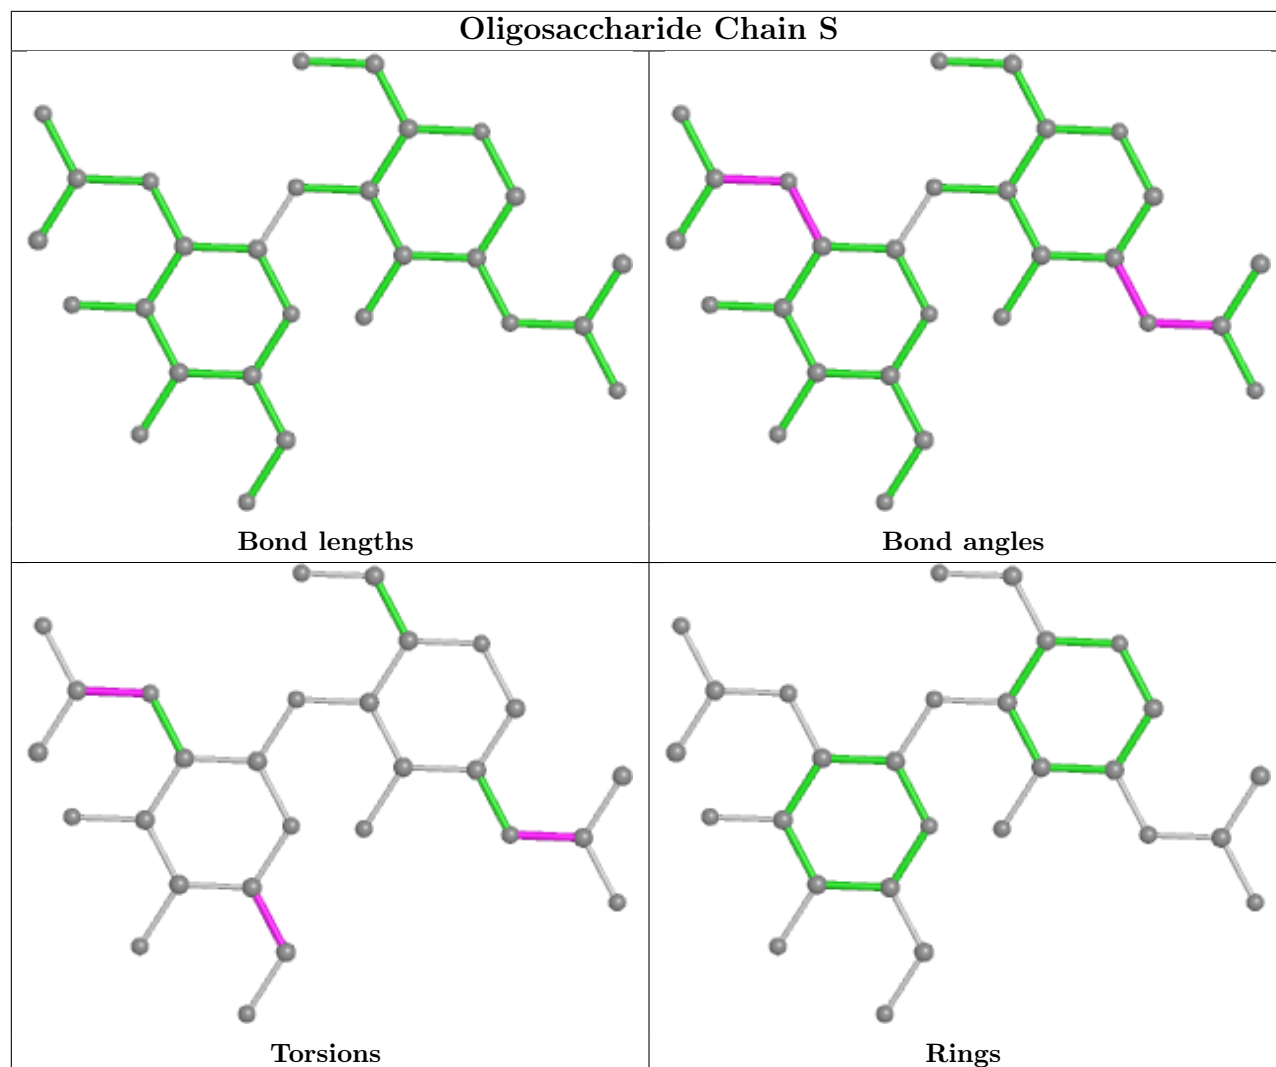 Oligosaccharide Chain S
Bond lengths
Bond angles
Torsions
Rings